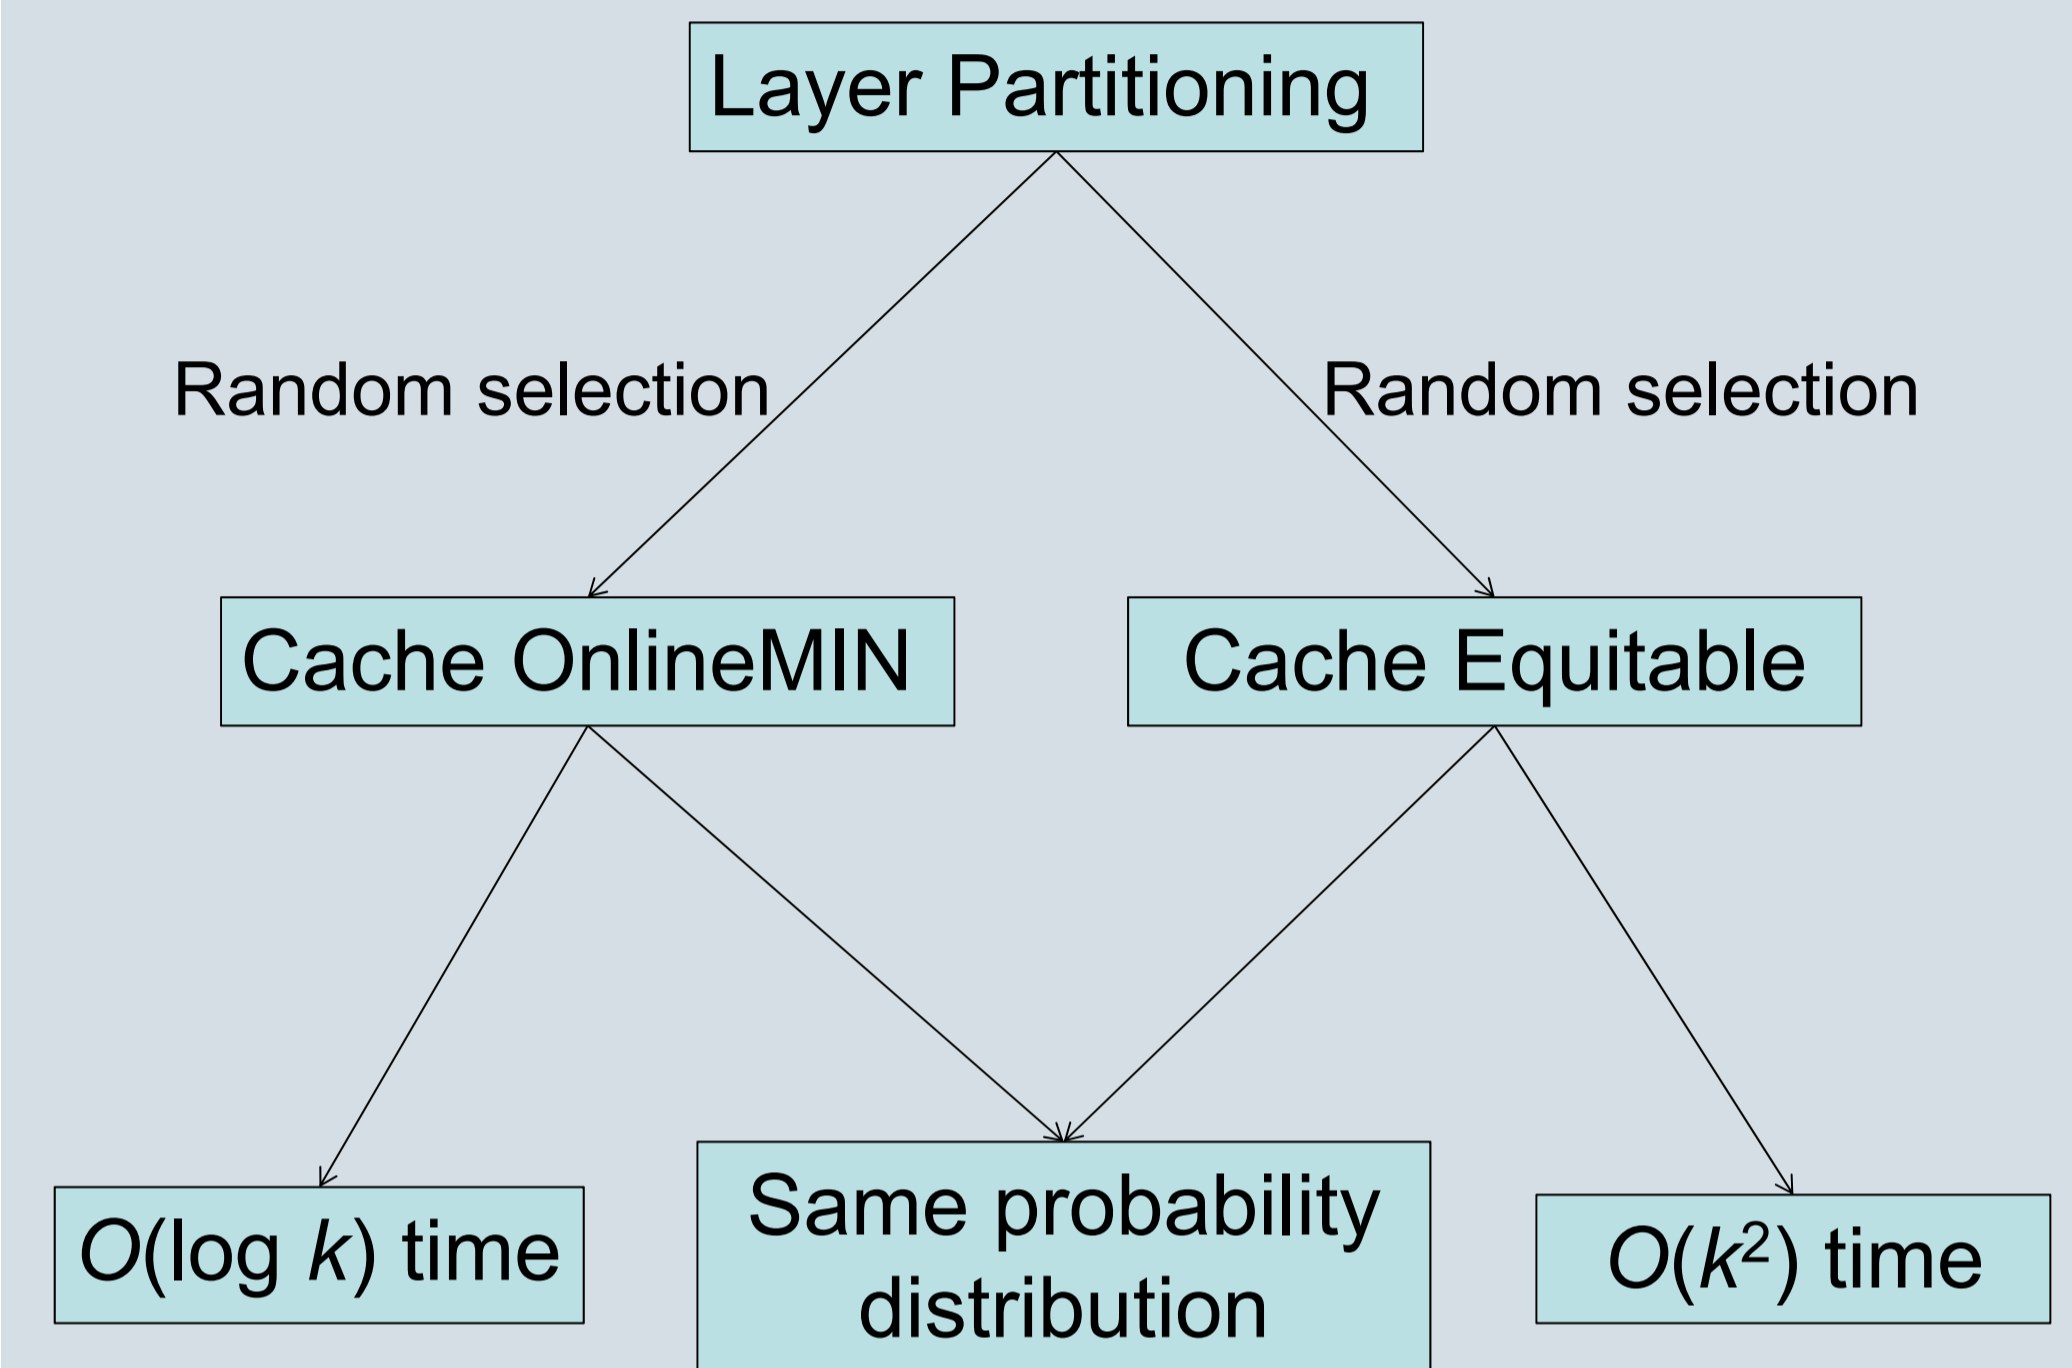 Layer Partitioning
Random selection
Random selection
Cache OnlineMIN
Cache Equitable
O(log k) time
Same probability
distribution
O(k²) time